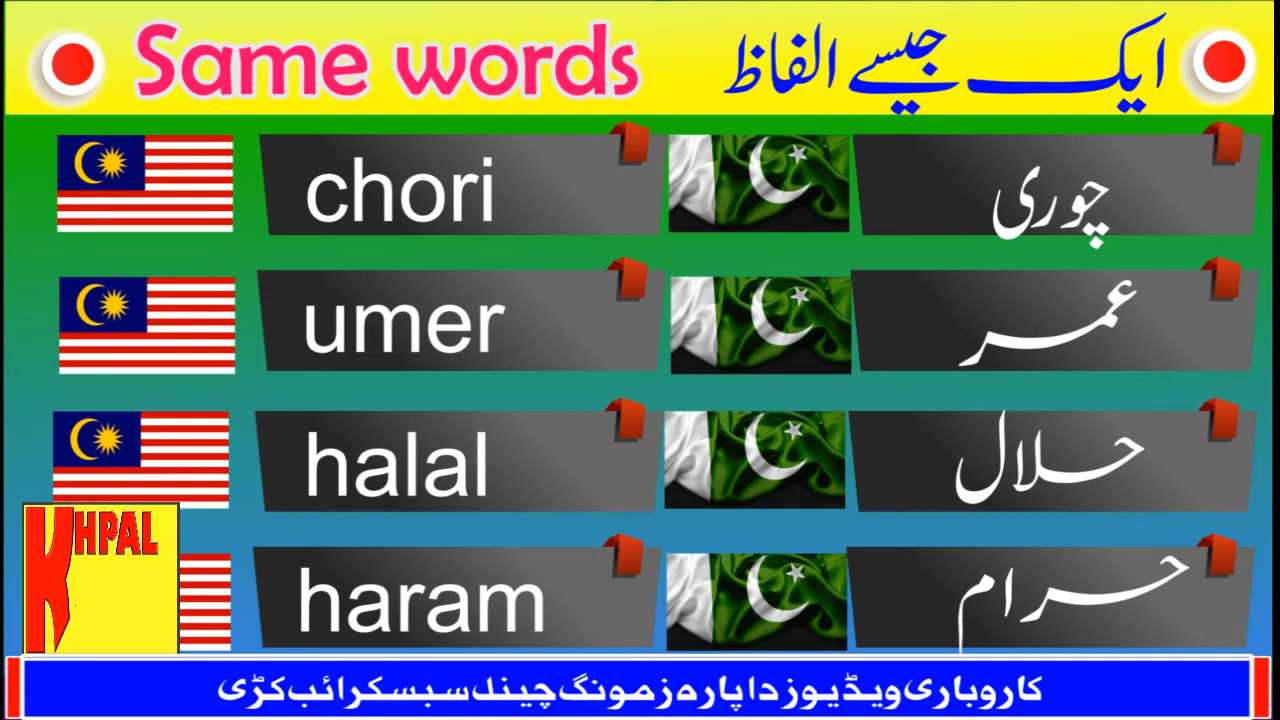 Same words ایک جیسے الفاظ
chori چوری
umer عمر
halal حلال
KHPAL
haram حرام
کاروباری ویڈیوز دا پارہ زمونگ چینل سبسکرائب کڑی